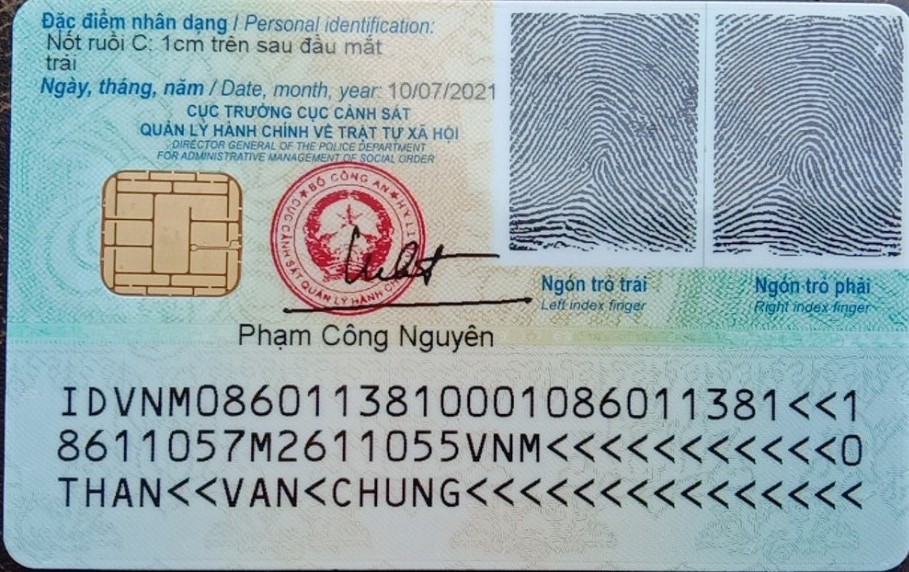 Đặc điểm nhân dạng / Personal identification:
Nốt ruồi C: 1cm trên sau đầu mắt
trái
Ngày, tháng, năm / Date, month, year: 10/07/2021
CỤC TRƯỞNG CỤC CẢNH SÁT
QUẢN LÝ HÀNH CHÍNH VỀ TRẬT TỰ XÃ HỘI
DIRECTOR GENERAL OF THE POLICE DEPARTMENT
FOR ADMINISTRATIVE MANAGEMENT OF SOCIAL ORDER
BỘ CÔNG AN
CỤC CẢNH SÁT QUẢN LÝ HÀNH CH
Phạm Công Nguyên
Ngón trỏ trái
Left index finger
Ngón trỏ phải
Right index finger
IDVNM0860113810001086011381<<1
8611057M2611055VNM<<<<<<<<<<<0
THAN<<VAN<CHUNG<<<<<<<<<<<<<<<